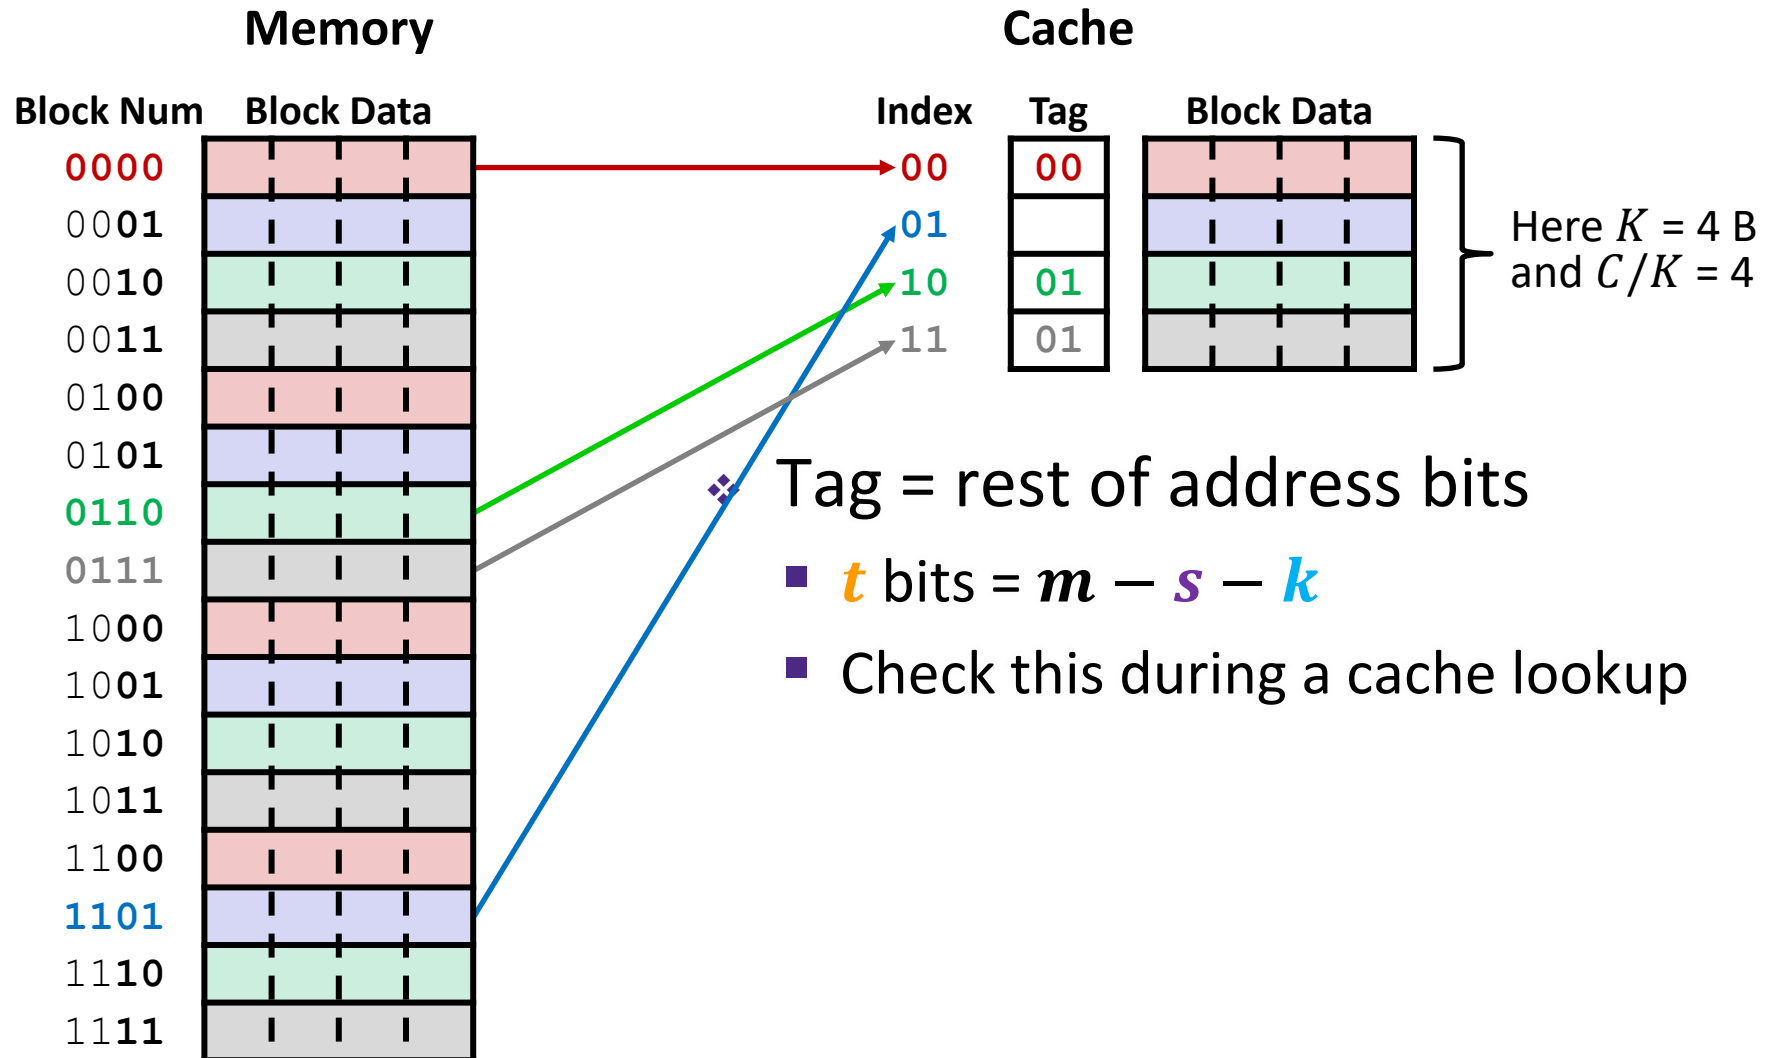 Memory Cache
Block Num Block Data Index Tag Block Data
0000 00 00
0001 01
0010 10 01
0011 11 01
Here K = 4 B
and C/K = 4
0100
0101
0110
0111
1000
1001
1010
1011
1100
1101
1110
1111
❖ Tag = rest of address bits
▪ t bits = m − s − k
▪ Check this during a cache lookup